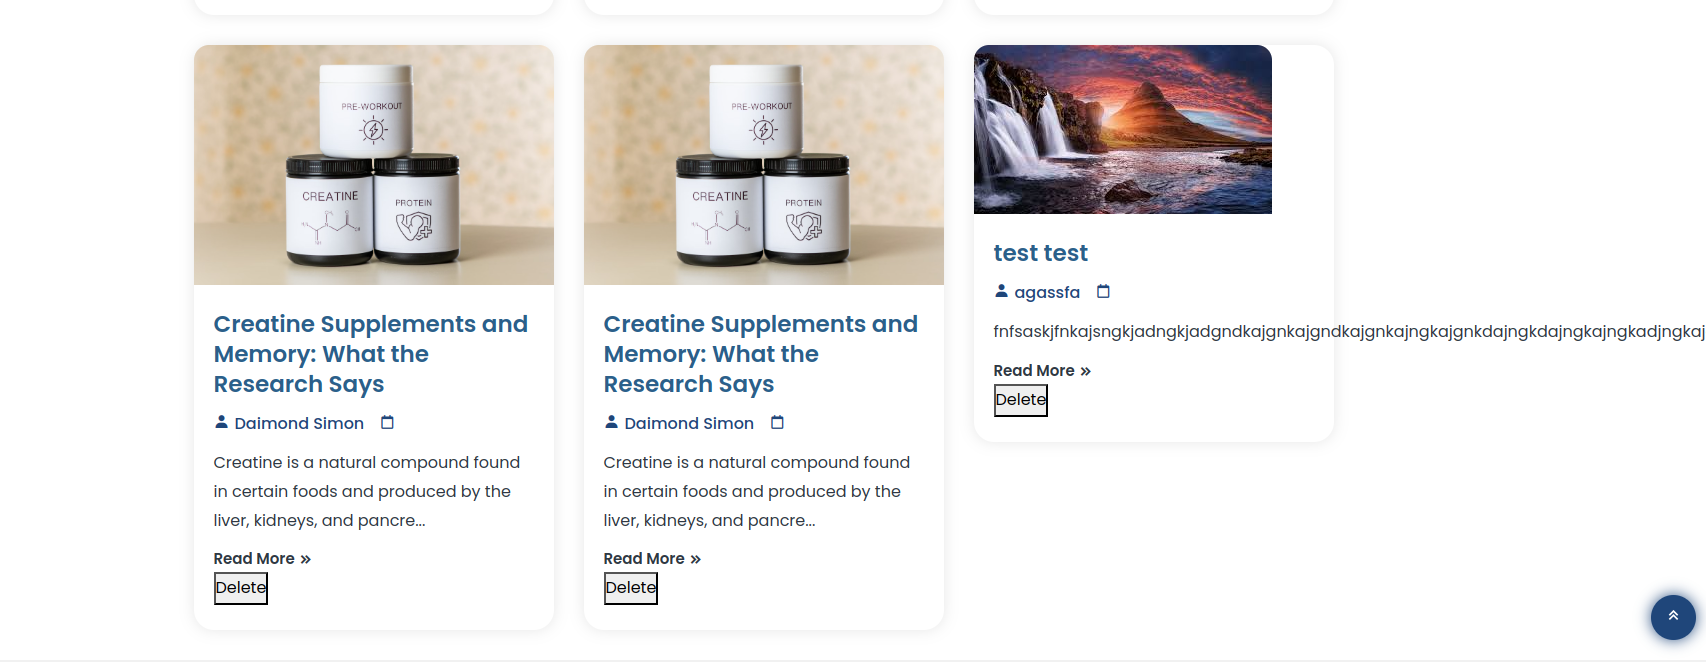 PRE-WORKOUT
CREATINE
PROTEIN
Creatine Supplements and
Memory: What the
Research Says
Daimond Simon
Creatine is a natural compound found
in certain foods and produced by the
liver, kidneys, and pancre...
Read More »
Delete
PRE-WORKOUT
CREATINE
PROTEIN
Creatine Supplements and
Memory: What the
Research Says
Daimond Simon
Creatine is a natural compound found
in certain foods and produced by the
liver, kidneys, and pancre...
Read More »
Delete
test test
agassfa
fnfsaskjfnkajsngkjadngkjadgndkajgnkajgndkajgnkajngkajgnkdajngkdajngkajngkadjngkaj
Read More »
Delete